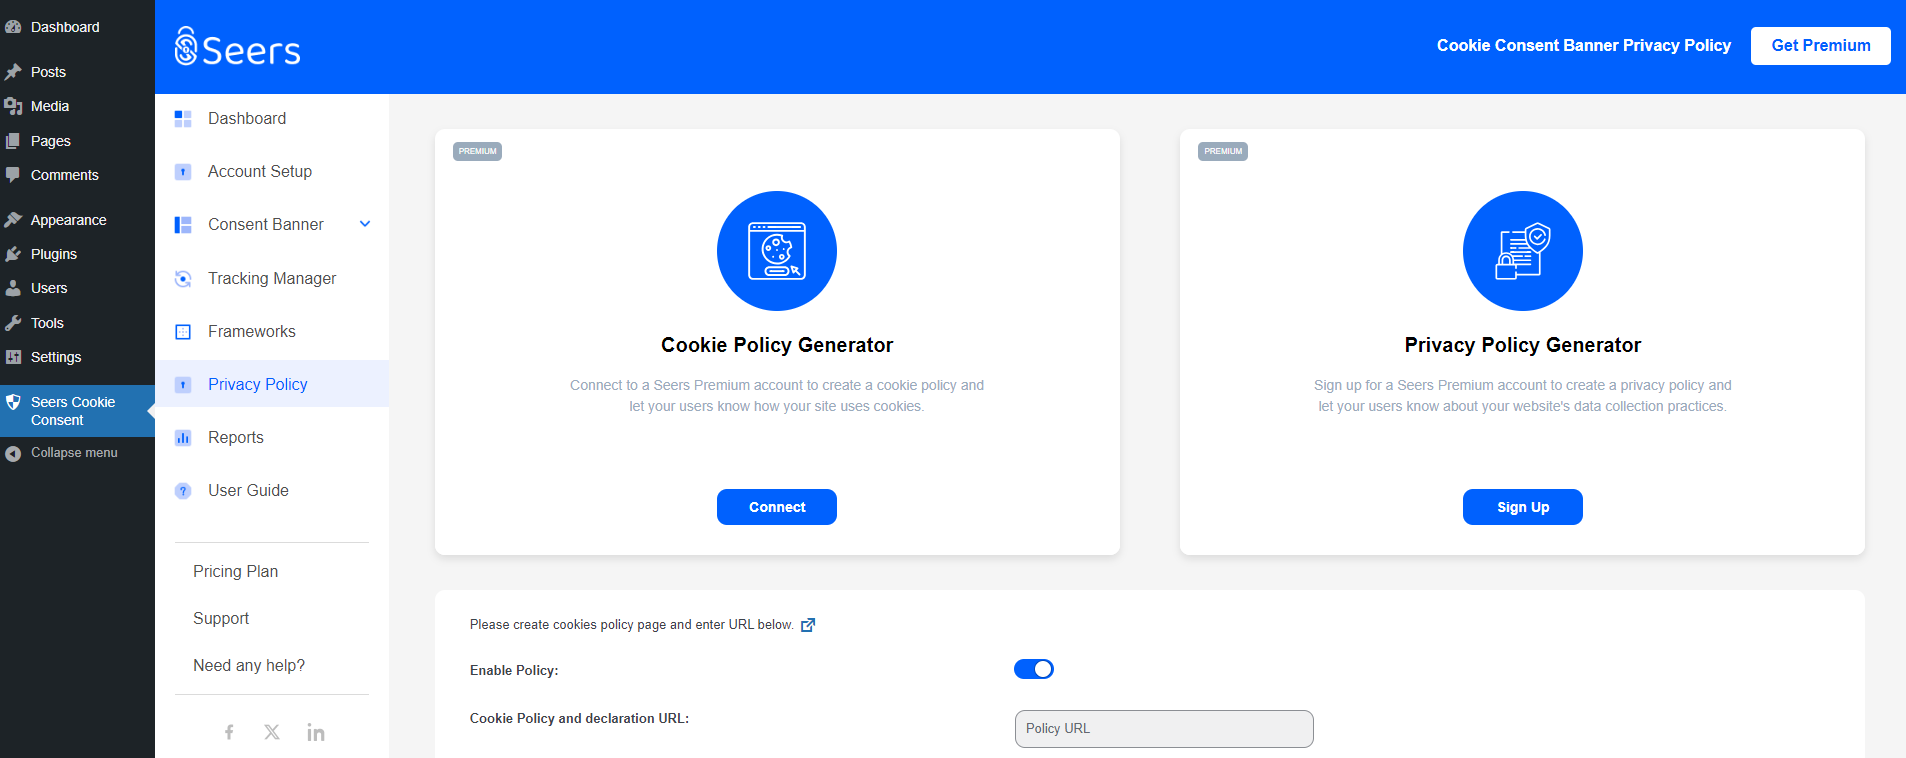 Dashboard
Posts
Media
Pages
Comments
Appearance
Plugins
Users
Tools
Settings
Seers Cookie
Consent
Collapse menu
Seers
Cookie Consent Banner Privacy Policy
Get Premium
Dashboard
Account Setup
Consent Banner
Tracking Manager
Frameworks
Privacy Policy
Reports
User Guide
Pricing Plan
Support
Need any help?
PREMIUM
Cookie Policy Generator
Connect to a Seers Premium account to create a cookie policy and
let your users know how your site uses cookies.
Connect
PREMIUM
Privacy Policy Generator
Sign up for a Seers Premium account to create a privacy policy and
let your users know about your website's data collection practices.
Sign Up
Please create cookies policy page and enter URL below.
Enable Policy:
Cookie Policy and declaration URL:
Policy URL